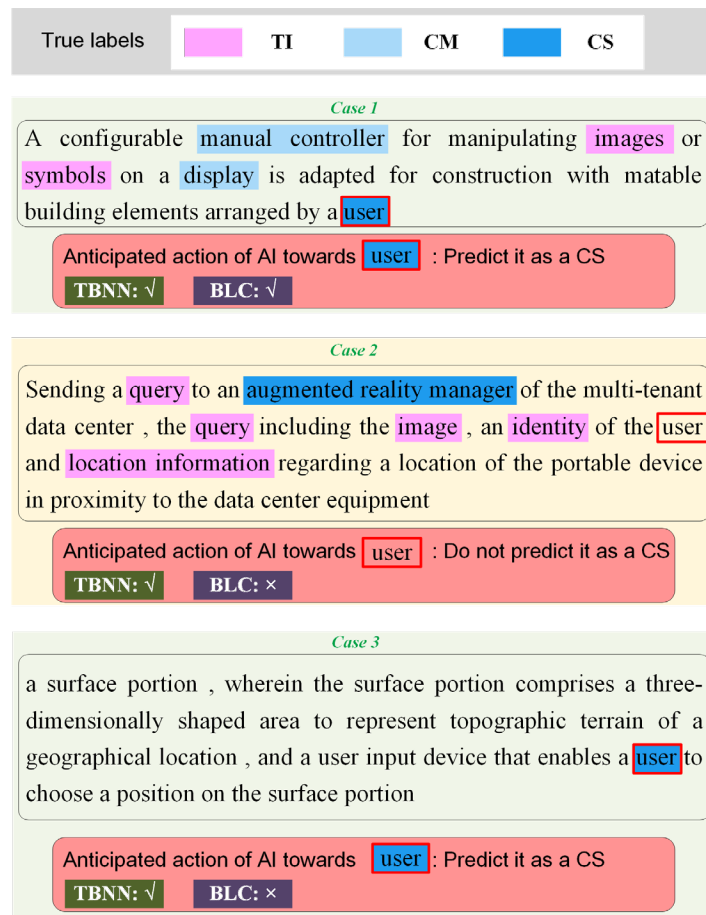 True labels TI CM CS
Case 1
A configurable manual controller for manipulating images or
symbols on a display is adapted for construction with matable
building elements arranged by a user
Anticipated action of AI towards user : Predict it as a CS
TBNN: √ BLC: √
Case 2
Sending a query to an augmented reality manager of the multi-tenant
data center , the query including the image , an identity of the user
and location information regarding a location of the portable device
in proximity to the data center equipment
Anticipated action of AI towards user : Do not predict it as a CS
TBNN: √ BLC: ×
Case 3
a surface portion , wherein the surface portion comprises a three-
dimensionally shaped area to represent topographic terrain of a
geographical location , and a user input device that enables a user to
choose a position on the surface portion
Anticipated action of AI towards user : Predict it as a CS
TBNN: √ BLC: ×